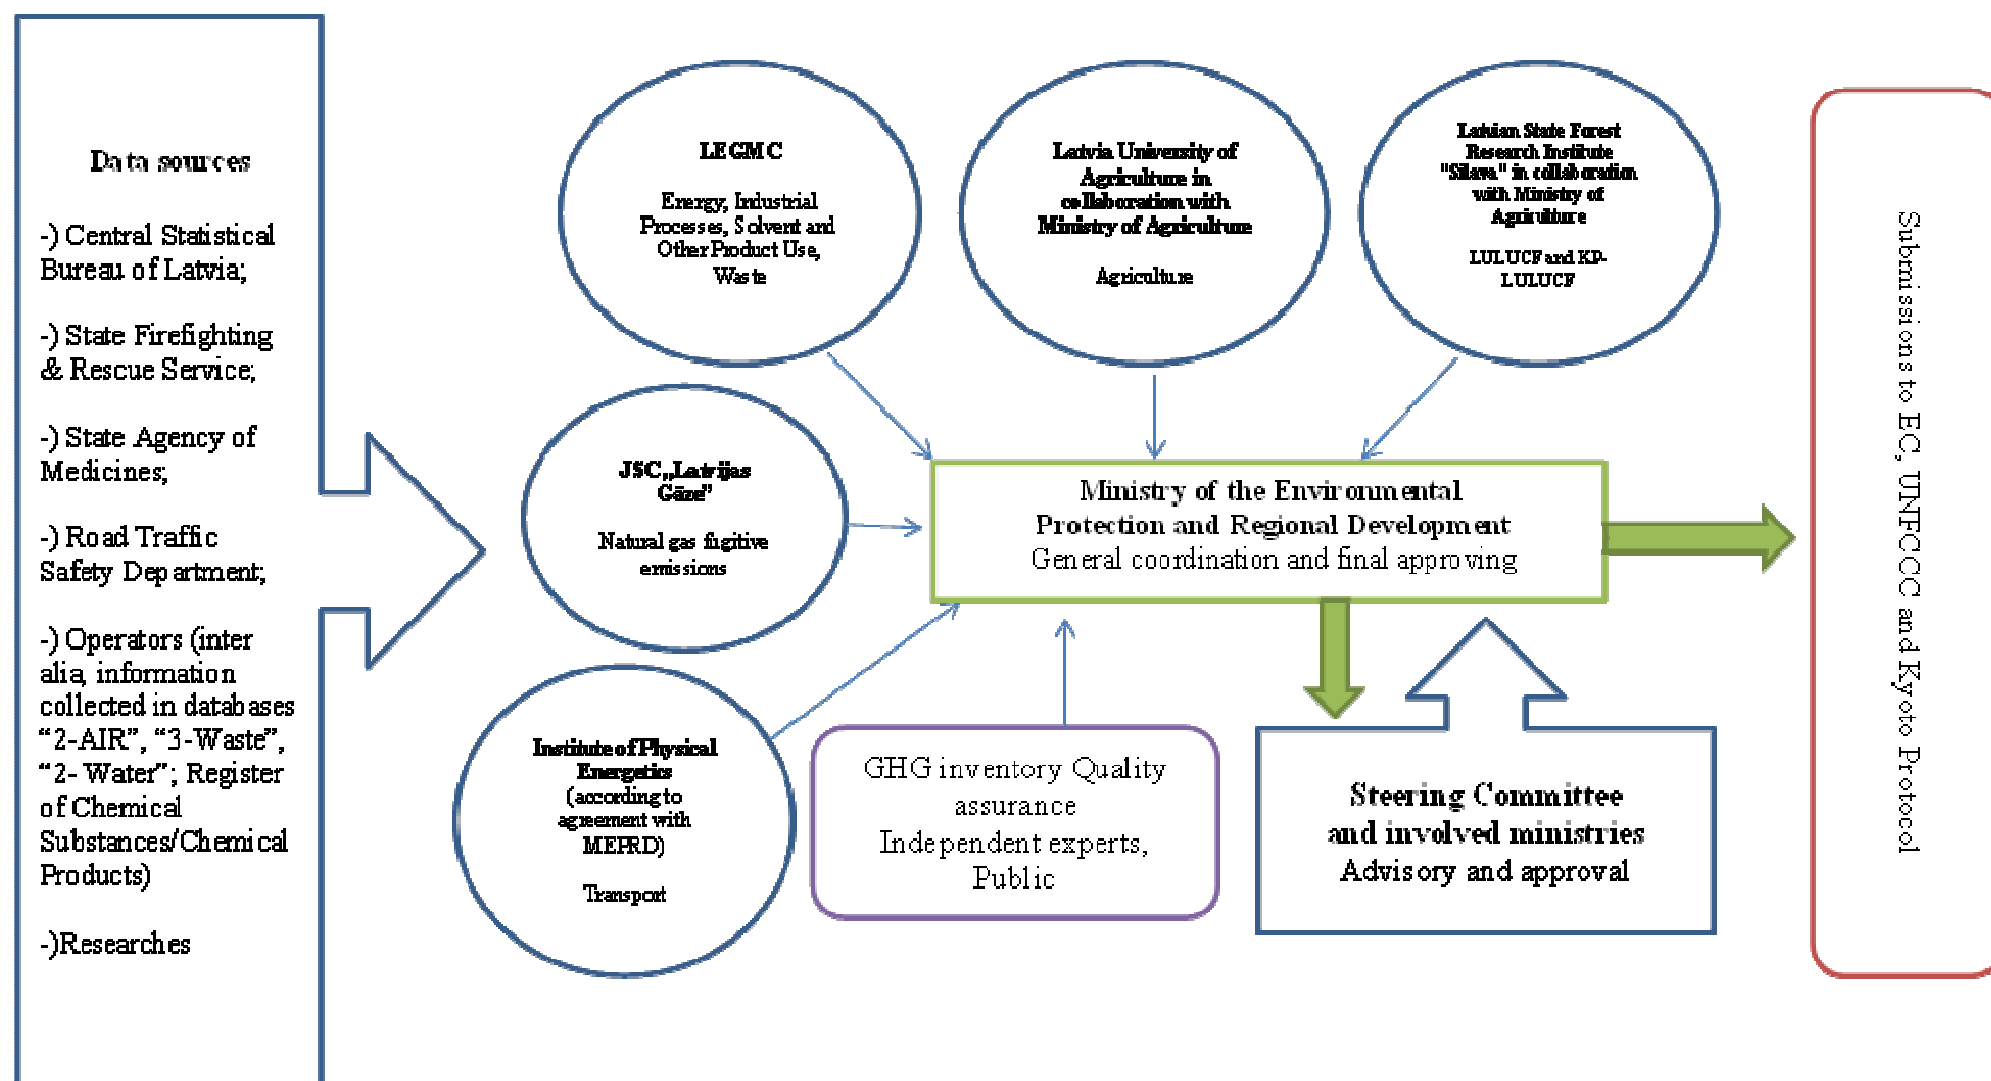 Data sources
-) Central Statistical
Bureau of Latvia;
-) State Firefighting
& Rescue Service;
-) State Agency of
Medicines;
-) Road Traffic
Safety Department;
-) Operators (inter
alia, information
collected in databases
“2-AIR”, “3-Waste”,
“2- Water”; Register
of Chemical
Substances/Chemical
Products)
-)Researches
LEGMC
Energy, Industrial
Processes, Solvent and
Other Product Use,
Waste
Latvia University of
Agriculture in
collaboration with
Ministry of Agriculture
Agriculture
Latvian State Forest
Research Institute
"Silava" in collaboration
with Ministry of
Agriculture
LULUCF and KP-
LULUCF
JSC „Latvijas
Gāze”
Natural gas fugitive
emissions
Institute of Physical
Energetics
(according to
agreement with
MEPRD)
Transport
Ministry of the Environmental
Protection and Regional Development
General coordination and final approving
GHG inventory Quality
assurance
Independent experts,
Public
Steering Committee
and involved ministries
Advisory and approval
Submissions to EC, UNFCCC and Kyoto Protocol